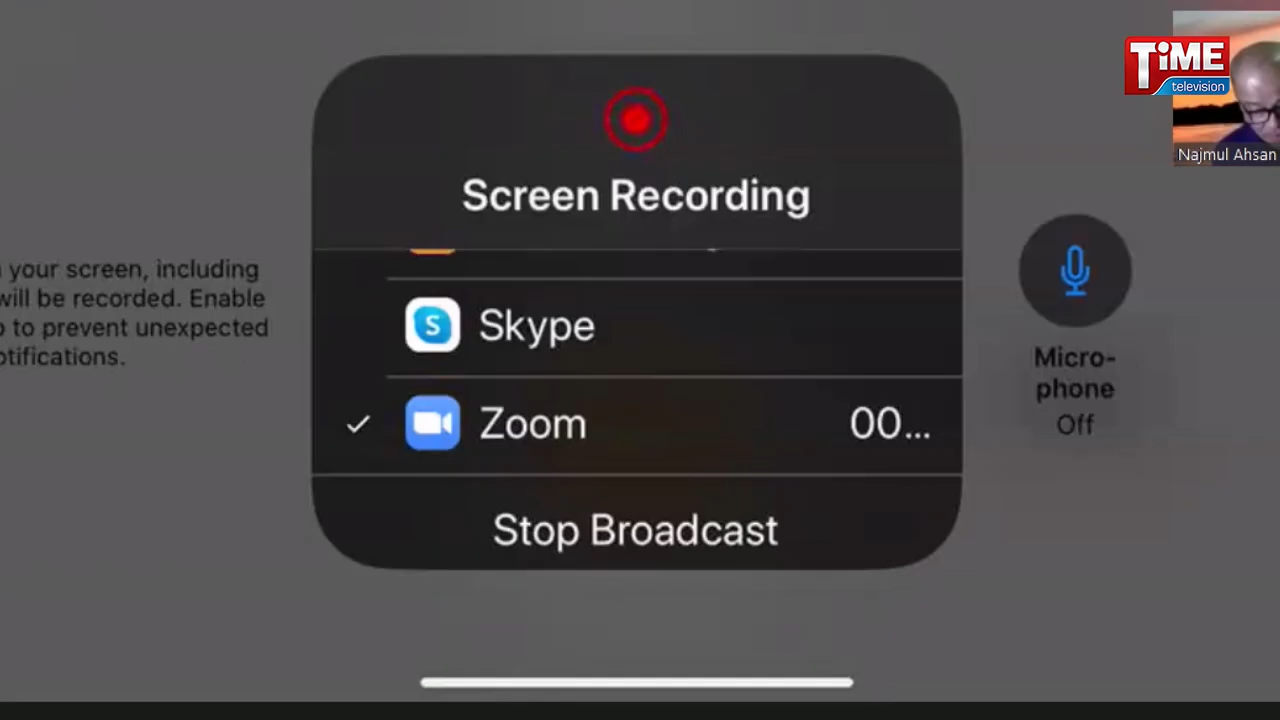 TiME
television
Najmul Ahsan
Screen Recording
your screen, including
will be recorded. Enable
to prevent unexpected
notifications.
Skype
Zoom 00...
Stop Broadcast
Micro-
phone
Off